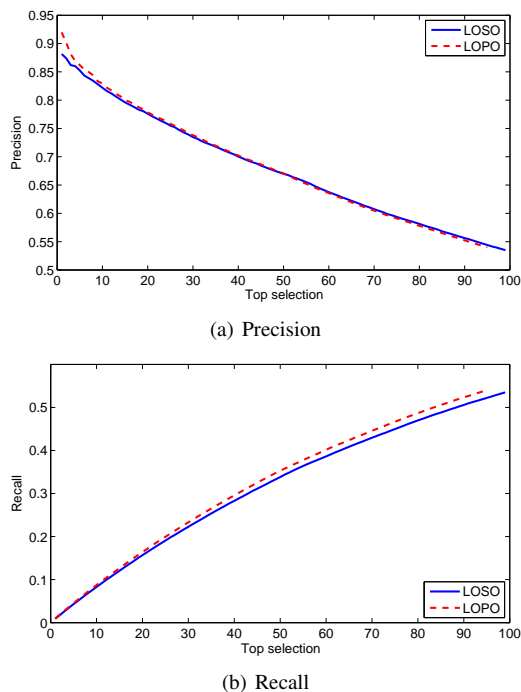 0.95
0.9
0.85
0.8
0.75
0.7
0.65
0.6
0.55
0.5
Precision
LOSO
LOPO
0 10 20 30 40 50 60 70 80 90 100
Top selection
(a) Precision
0.5
0.4
0.3
0.2
0.1
0
Recall
LOSO
LOPO
0 10 20 30 40 50 60 70 80 90 100
Top selection
(b) Recall